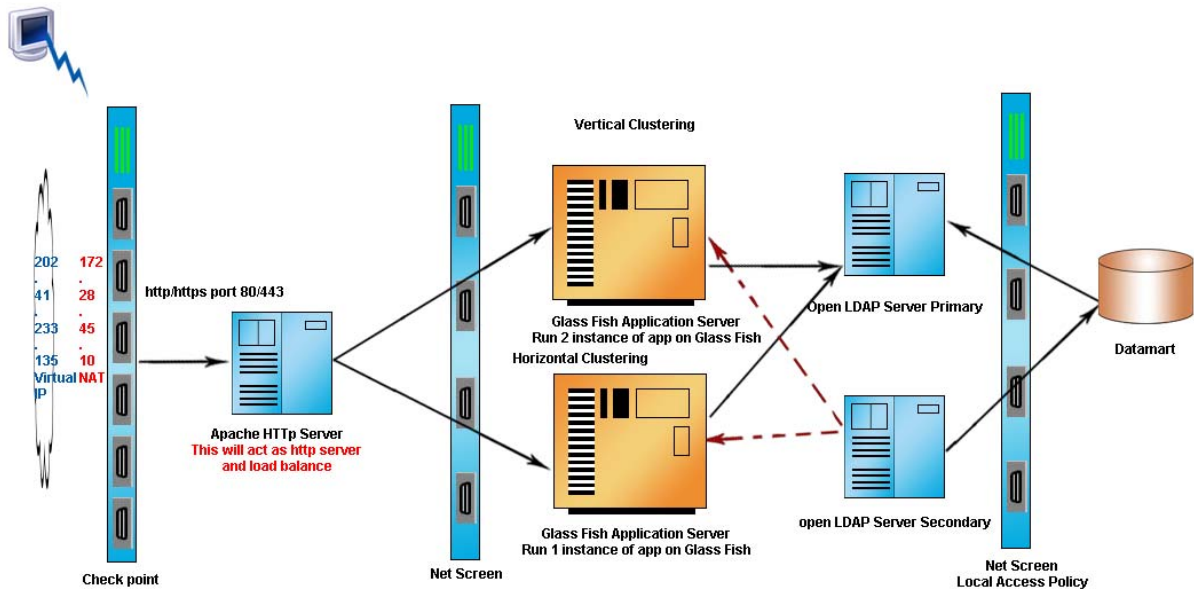 Vertical Clustering
202
.
41
.
233
.
135
Virtual
IP
172
.
28
.
45
.
10
NAT
http/https port 80/443
Apache HTTp Server
This will act as http server
and load balance
Check point
Net Screen
Glass Fish Application Server
Run 2 instance of app on Glass Fish
Horizontal Clustering
Glass Fish Application Server
Run 1 instance of app on Glass Fish
Open LDAP Server Primary
open LDAP Server Secondary
Datamart
Net Screen
Local Access Policy